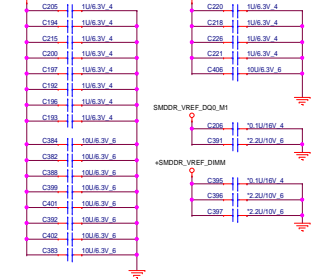 C205 1U/6.3V_4
C194 1U/6.3V_4
C215 1U/6.3V_4
C200 1U/6.3V_4
C197 1U/6.3V_4
C192 1U/6.3V_4
C196 1U/6.3V_4
C193 1U/6.3V_4
C384 10U/6.3V_6
C382 10U/6.3V_6
C388 10U/6.3V_6
C399 10U/6.3V_6
C401 10U/6.3V_6
C392 10U/6.3V_6
C402 10U/6.3V_6
C383 10U/6.3V_6
C220 1U/6.3V_4
C218 1U/6.3V_4
C226 1U/6.3V_4
C221 1U/6.3V_4
C406 10U/6.3V_6
SMDDR_VREF_DQ0_M1
C206 *0.1U/16V_4
C391 *2.2U/10V_6
+SMDDR_VREF_DIMM
C395 *0.1U/16V_4
C396 *2.2U/10V_6
C397 *2.2U/10V_6